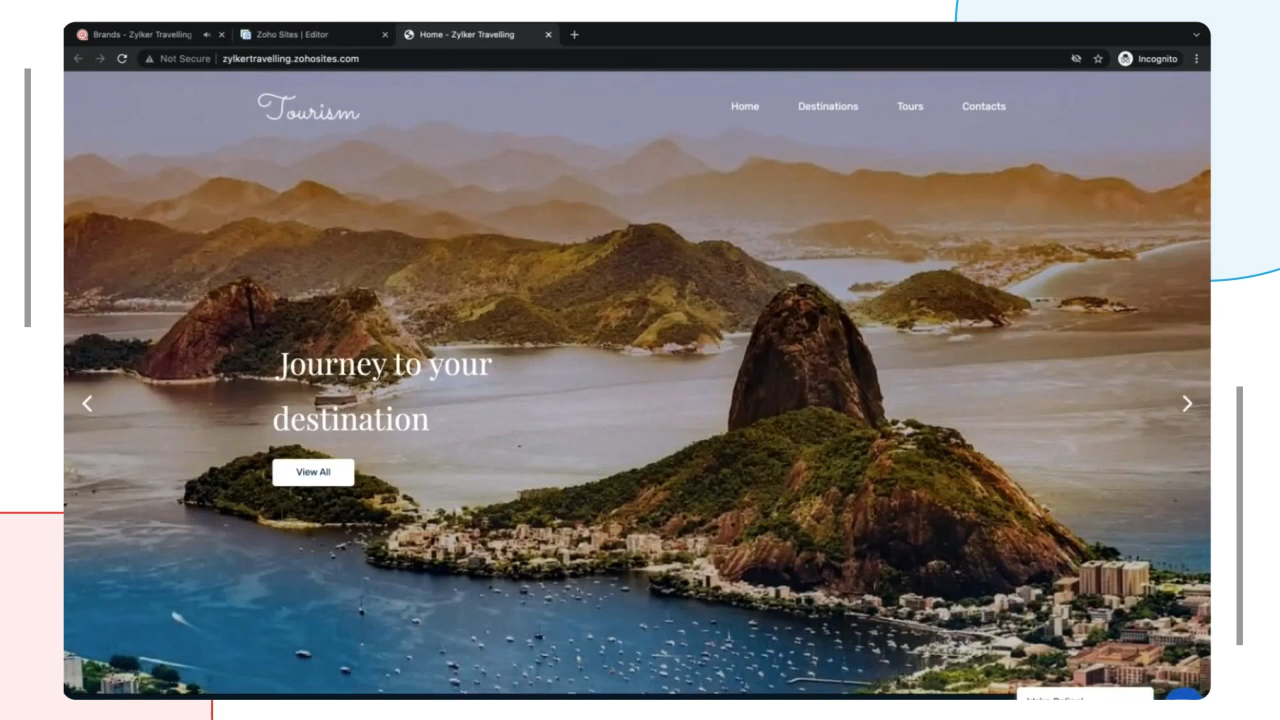 Brands - Zylker Travelling
Zoho Sites | Editor
Home - Zylker Travelling
Not Secure
zylkertravelling.zohosites.com
Incognito
Tourism
Home
Destinations
Tours
Contacts
Journey to your
destination
View All